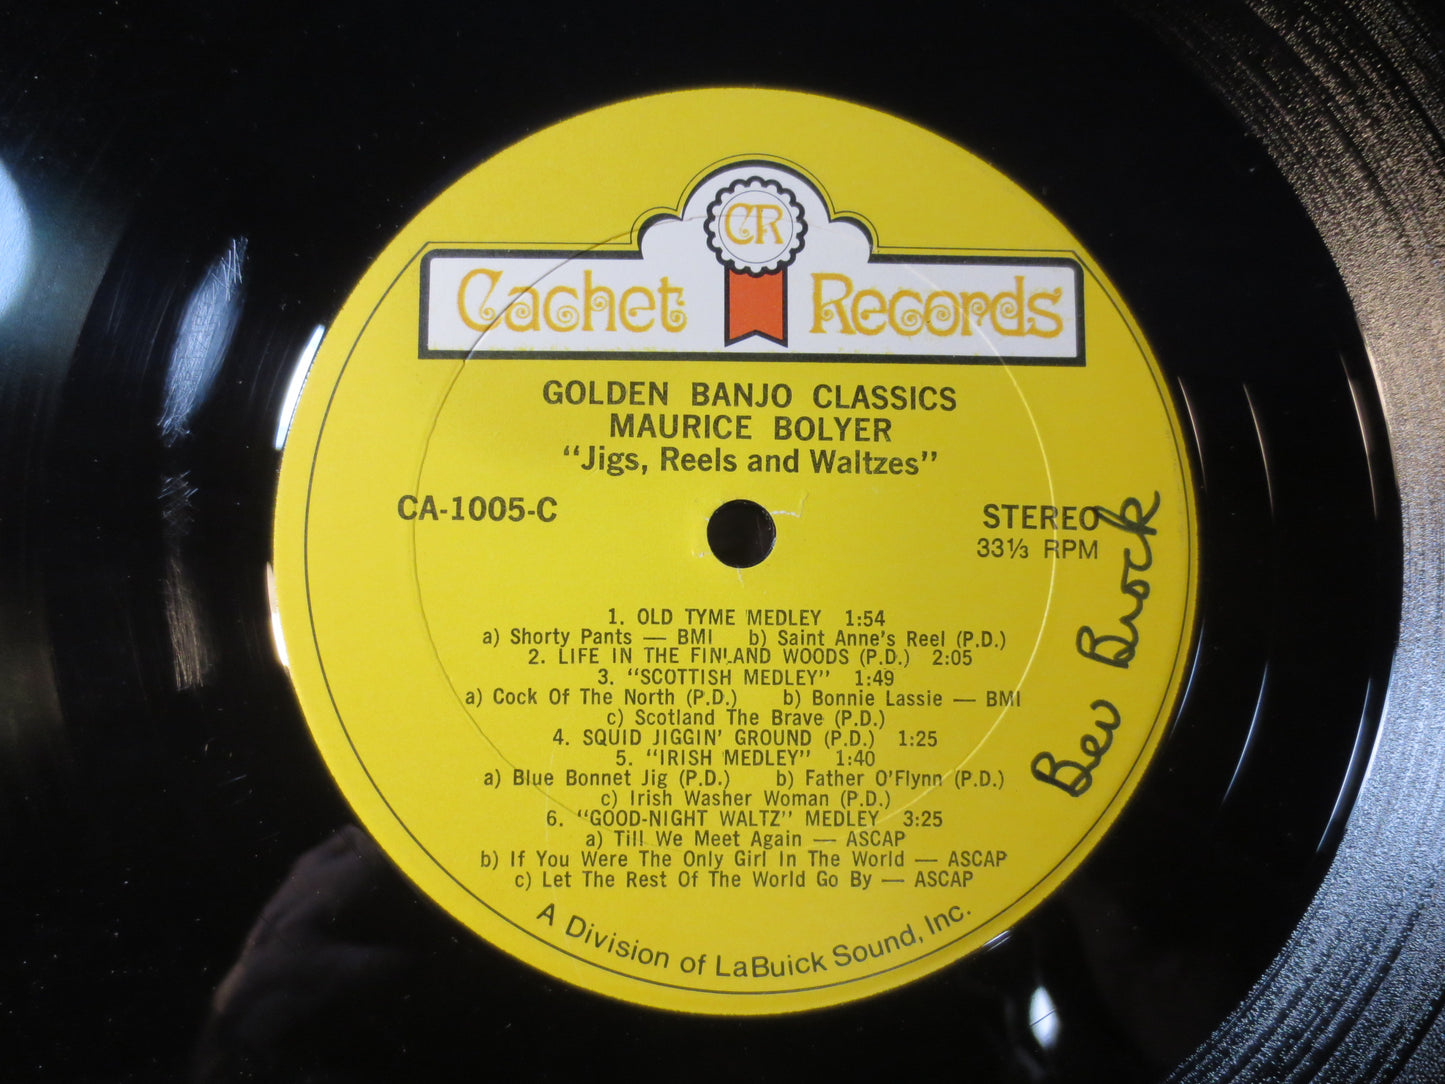 CR
Cachet Records
GOLDEN BANJO CLASSICS
MAURICE BOLYER
"Jigs, Reels and Waltzes"
CA-1005-C
STEREO
33⅓ RPM
Bev Brock
1. OLD TYME MEDLEY 1:54
a) Shorty Pants — BMI b) Saint Anne's Reel (P.D.)
2. LIFE IN THE FINLAND WOODS (P.D.) 2:05
3. "SCOTTISH MEDLEY" 1:49
a) Cock Of The North (P.D.) b) Bonnie Lassie — BMI
c) Scotland The Brave (P.D.)
4. SQUID JIGGIN' GROUND (P.D.) 1:25
5. "IRISH MEDLEY" 1:40
a) Blue Bonnet Jig (P.D.) b) Father O'Flynn (P.D.)
c) Irish Washer Woman (P.D.)
6. "GOOD-NIGHT WALTZ" MEDLEY 3:25
a) Till We Meet Again — ASCAP
b) If You Were The Only Girl In The World — ASCAP
c) Let The Rest Of The World Go By — ASCAP
A Division of LaBuick Sound, Inc.